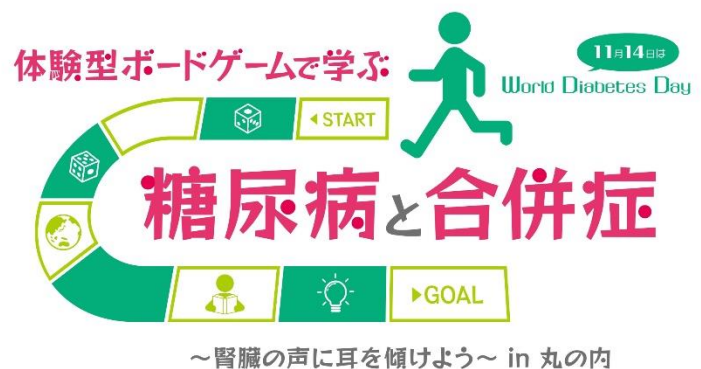 体験型ボードゲームで学ぶ
11月14日は
World Diabetes Day
◂START
糖尿病と合併症
▸GOAL
～腎臓の声に耳を傾けよう～ in 丸の内